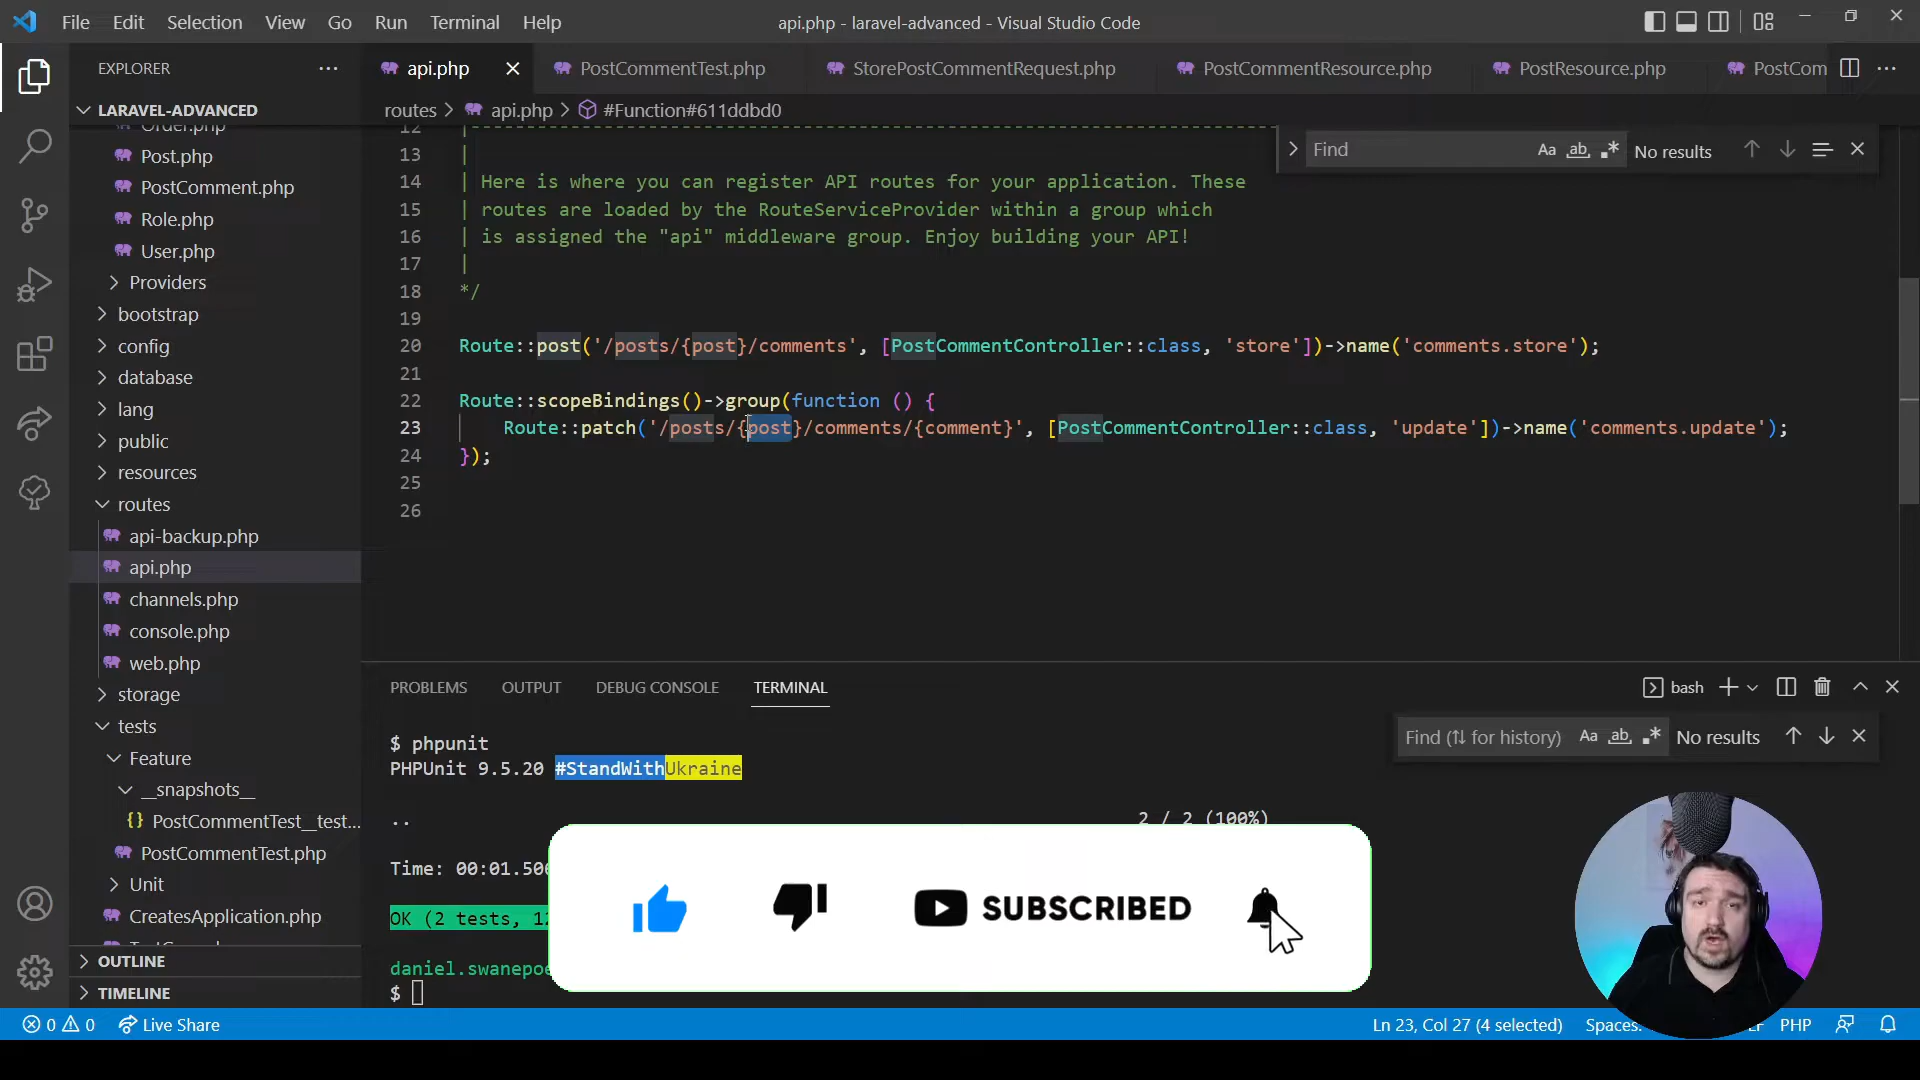 File Edit Selection View Go Run Terminal Help
api.php - laravel-advanced - Visual Studio Code
EXPLORER
LARAVEL-ADVANCED
Order.php
Post.php
PostComment.php
Role.php
User.php
Providers
bootstrap
config
database
lang
public
resources
routes
api-backup.php
api.php
channels.php
console.php
web.php
storage
tests
Feature
__snapshots__
PostCommentTest__test...
PostCommentTest.php
Unit
CreatesApplication.php
OUTLINE
TIMELINE
api.php PostCommentTest.php StorePostCommentRequest.php PostCommentResource.php PostResource.php PostCom
routes > api.php > #Function#611ddbd0
Find Aa ab .* No results
12 |--------------------------------------------------------------------------
13 |
14 | Here is where you can register API routes for your application. These
15 | routes are loaded by the RouteServiceProvider within a group which
16 | is assigned the "api" middleware group. Enjoy building your API!
17 |
18 */
19
20 Route::post('/posts/{post}/comments', [PostCommentController::class, 'store'])->name('comments.store');
21
22 Route::scopeBindings()->group(function () {
23 Route::patch('/posts/{post}/comments/{comment}', [PostCommentController::class, 'update'])->name('comments.update');
24 });
25
26
PROBLEMS OUTPUT DEBUG CONSOLE TERMINAL
bash
Find (⇅ for history) Aa ab .* No results
$ phpunit
PHPUnit 9.5.20 #StandWithUkraine
.. 2 / 2 (100%)
Time: 00:01.50
OK (2 tests, 1
daniel.swanepo
$
SUBSCRIBED
0 0 Live Share
Ln 23, Col 27 (4 selected) Spaces: PHP